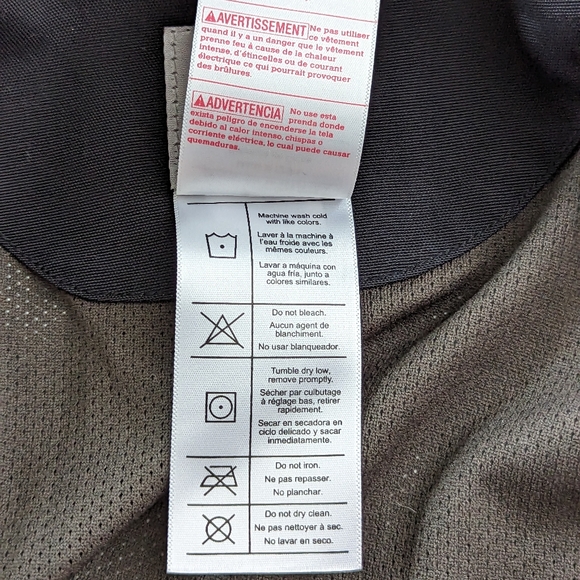 AVERTISSEMENT Ne pas utiliser
ce vêtement
quand il y a un danger que le vêtement
prenne feu à cause de la chaleur
intense, d'étincelles ou de courant
électrique ce qui pourrait provoquer
des brûlures.
ADVERTENCIA No use esta
prenda donde
exista peligro de encenderse la tela
debido al calor intenso, chispas o
corriente eléctrica, le cual puede causar
quemaduras.
Machine wash cold
with like colors.
Laver à la machine à
l'eau froide avec les
mêmes couleurs.
Lavar a máquina con
agua fría, junto a
colores similares.
Do not bleach.
Aucun agent de
blanchiment.
No usar blanqueador.
Tumble dry low,
remove promptly.
Sécher par culbutage
à réglage bas, retirer
rapidement.
Secar en secadora en
ciclo delicado y sacar
inmediatamente.
Do not iron.
Ne pas repasser.
No planchar.
Do not dry clean.
Ne pas nettoyer à sec.
No lavar en seco.